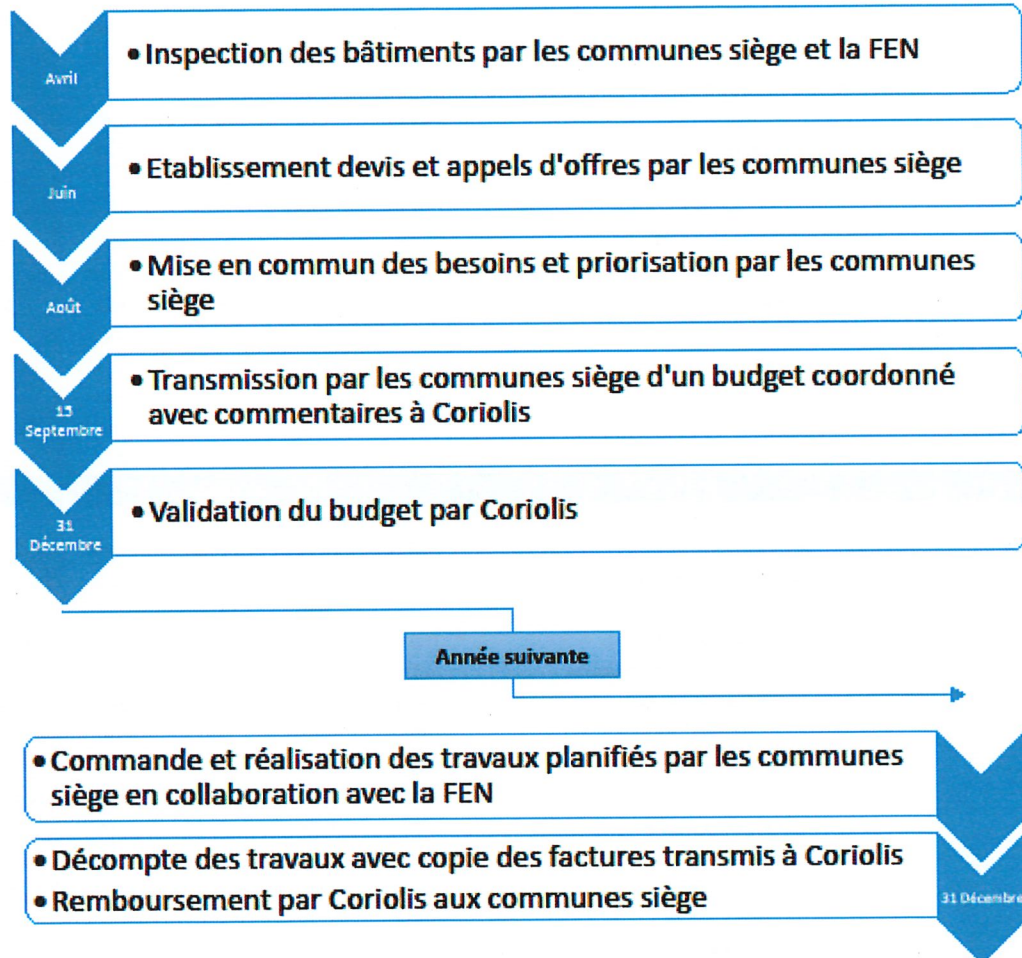 Avril
• Inspection des bâtiments par les communes siège et la FEN
Juin
• Etablissement devis et appels d'offres par les communes siège
Août
• Mise en commun des besoins et priorisation par les communes
siège
15
Septembre
• Transmission par les communes siège d'un budget coordonné
avec commentaires à Coriolis
31
Décembre
• Validation du budget par Coriolis
Année suivante
• Commande et réalisation des travaux planifiés par les communes
siège en collaboration avec la FEN
• Décompte des travaux avec copie des factures transmis à Coriolis
• Remboursement par Coriolis aux communes siège
31 Décembre